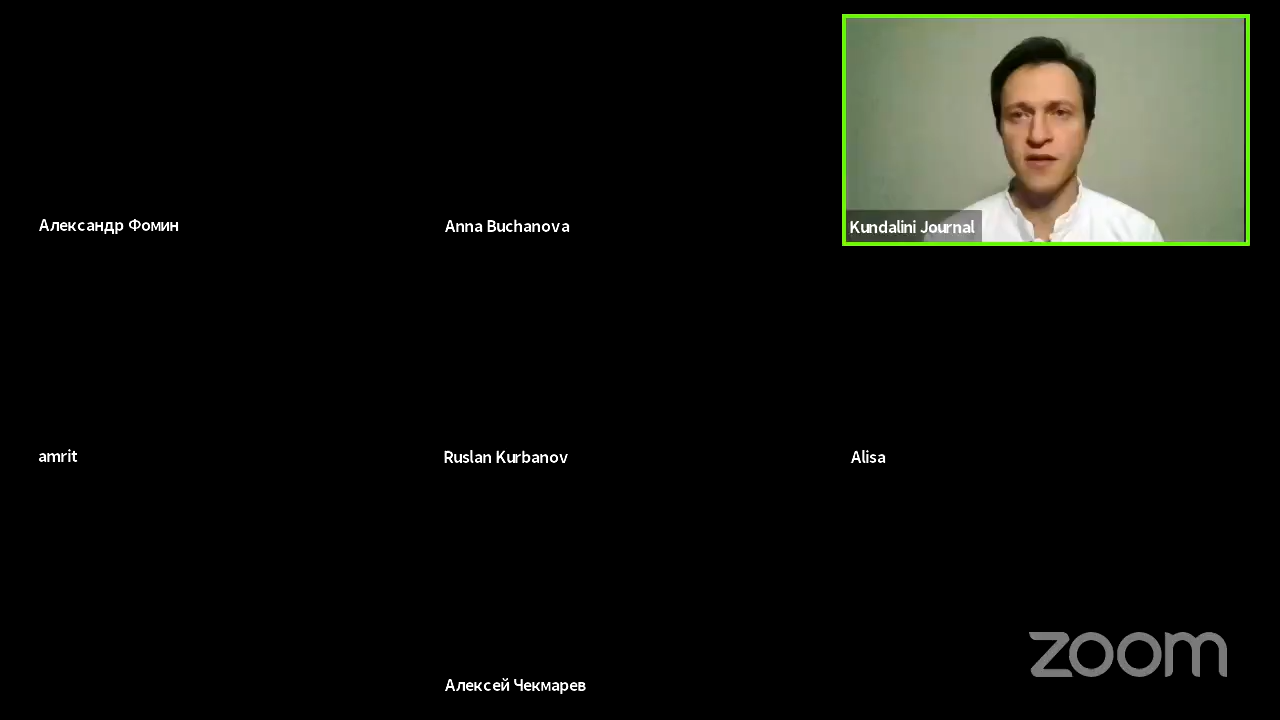 Александр Фомин
Anna Buchanova
Kundalini Journal
amrit
Ruslan Kurbanov
Alisa
zoom
Алексей Чекмарев